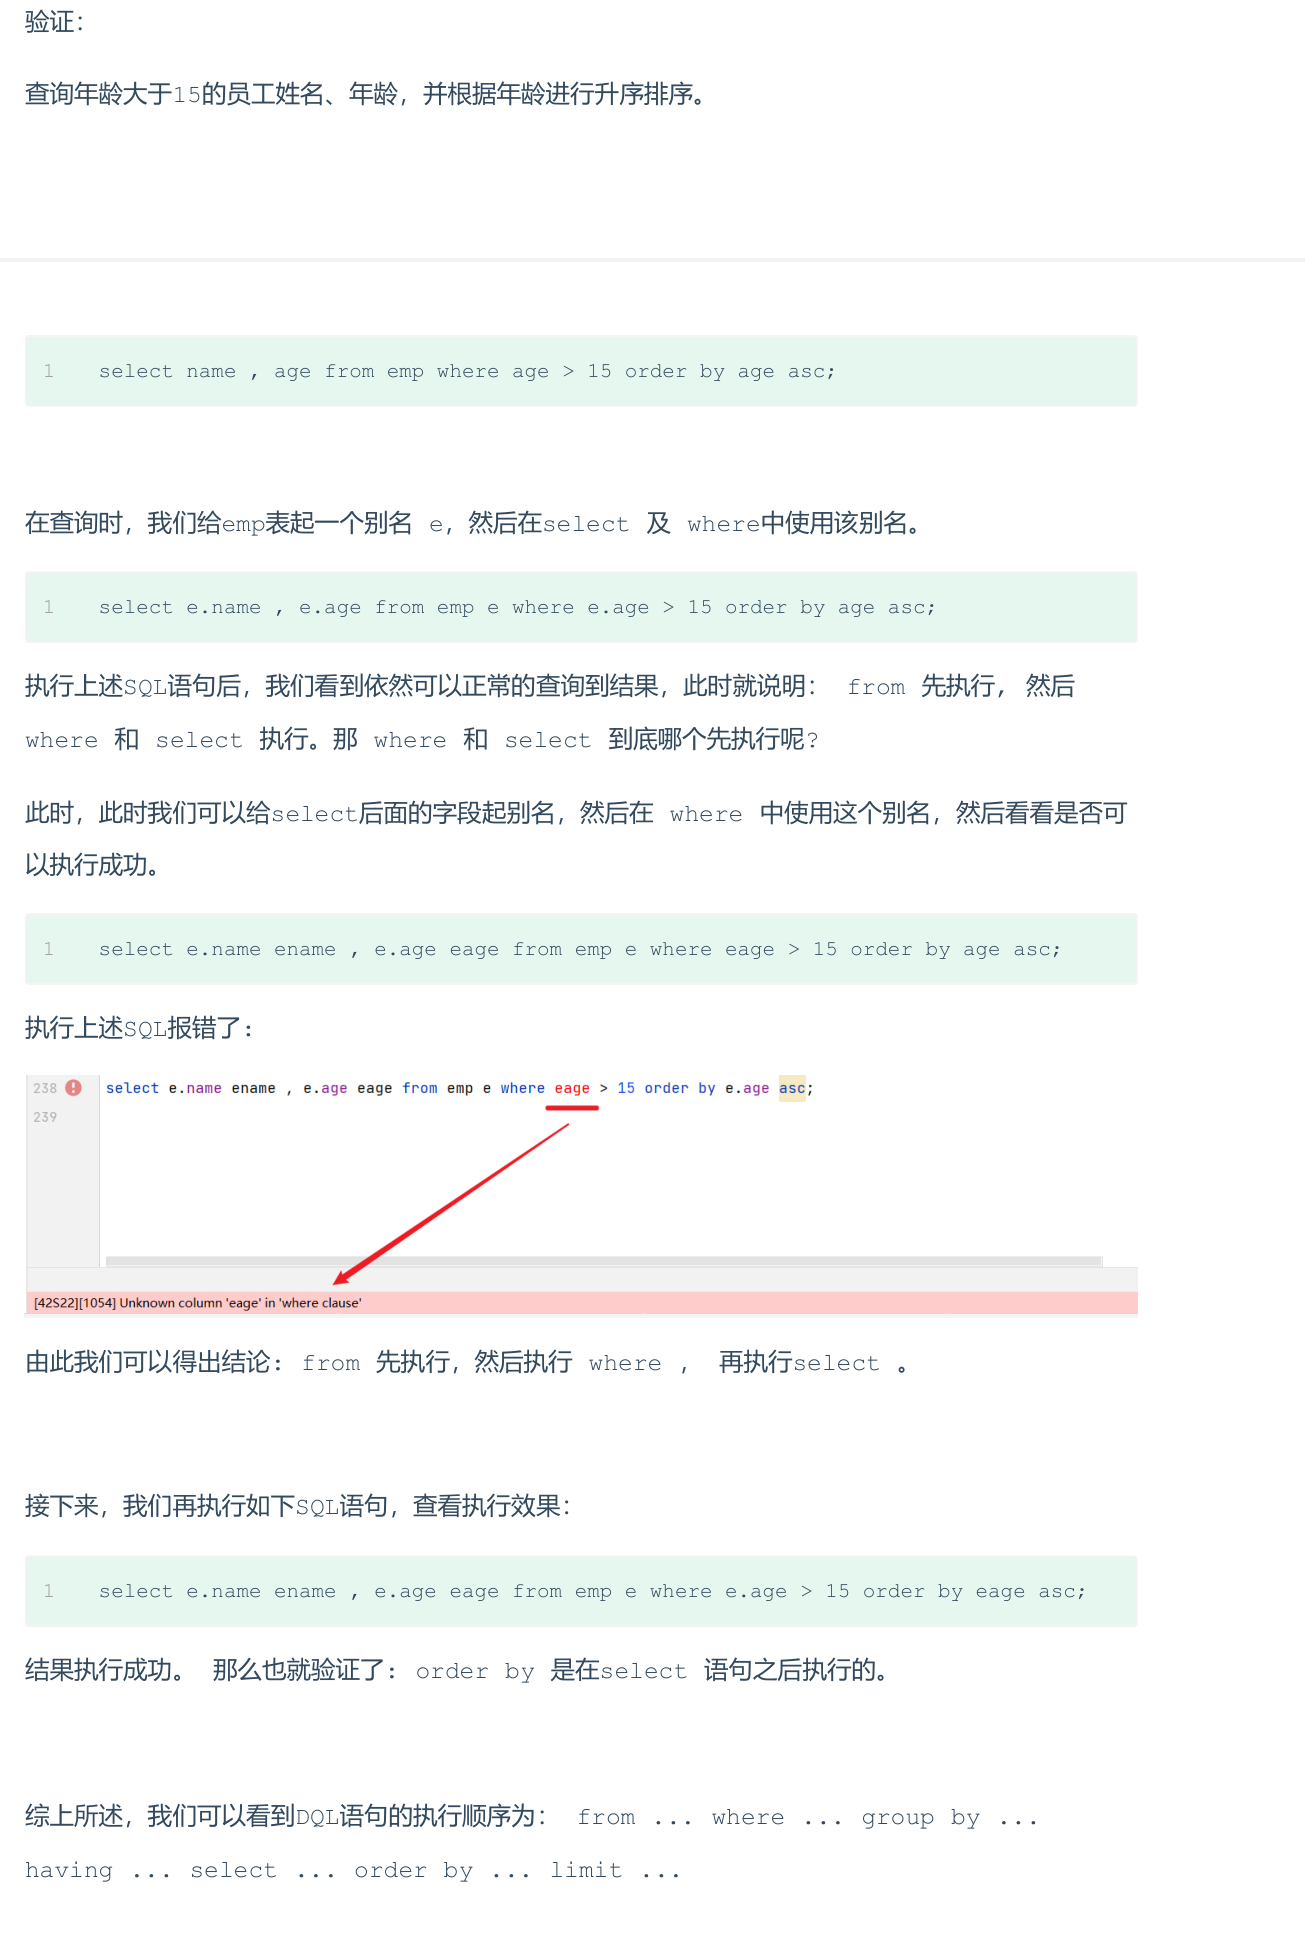 验证：
查询年龄大于15的员工姓名、年龄，并根据年龄进行升序排序。
1 select name , age from emp where age > 15 order by age asc;
在查询时，我们给emp表起一个别名 e，然后在select 及 where中使用该别名。
1 select e.name , e.age from emp e where e.age > 15 order by age asc;
执行上述SQL语句后，我们看到依然可以正常的查询到结果，此时就说明： from 先执行， 然后
where 和 select 执行。那 where 和 select 到底哪个先执行呢?
此时，此时我们可以给select后面的字段起别名，然后在 where 中使用这个别名，然后看看是否可
以执行成功。
1 select e.name ename , e.age eage from emp e where eage > 15 order by age asc;
执行上述SQL报错了：
238 select e.name ename , e.age eage from emp e where eage > 15 order by e.age asc;
239
[42S22][1054] Unknown column 'eage' in 'where clause'
由此我们可以得出结论: from 先执行，然后执行 where ， 再执行select 。
接下来，我们再执行如下SQL语句，查看执行效果：
1 select e.name ename , e.age eage from emp e where e.age > 15 order by eage asc;
结果执行成功。 那么也就验证了: order by 是在select 语句之后执行的。
综上所述，我们可以看到DQL语句的执行顺序为： from ... where ... group by ...
having ... select ... order by ... limit ...